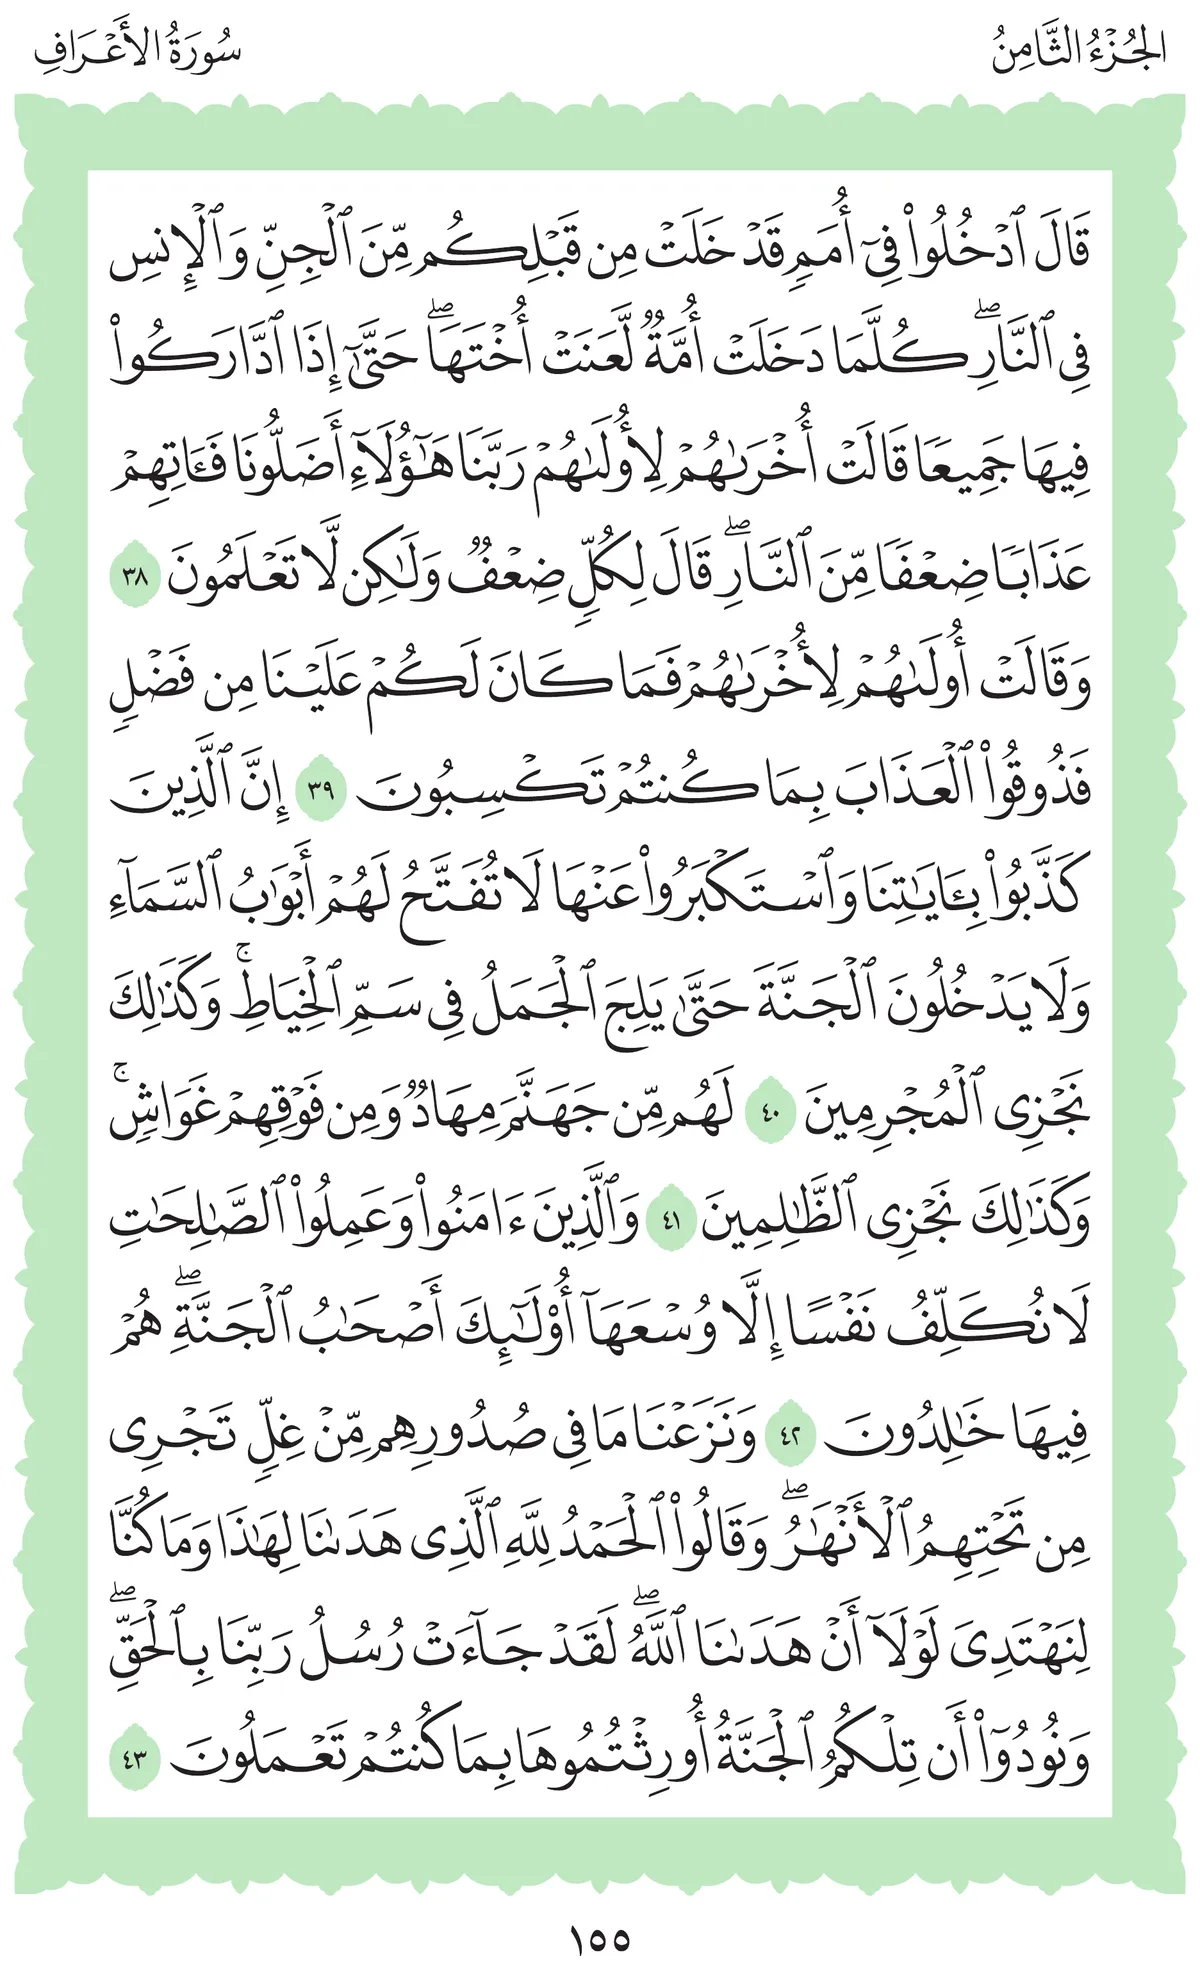 الجُزْءُ الثَّامِنُ
سُورَةُ الأَعْرَافِ
قَالَ ٱدْخُلُوا۟ فِىٓ أُمَمٍ قَدْ خَلَتْ مِن قَبْلِكُم مِّنَ ٱلْجِنِّ وَٱلْإِنسِ
فِى ٱلنَّارِ ۖ كُلَّمَا دَخَلَتْ أُمَّةٌ لَّعَنَتْ أُخْتَهَا ۖ حَتَّىٰٓ إِذَا ٱدَّارَكُوا۟
فِيهَا جَمِيعًا قَالَتْ أُخْرَىٰهُمْ لِأُولَىٰهُمْ رَبَّنَا هَٰٓؤُلَآءِ أَضَلُّونَا فَـَٔاتِهِمْ
عَذَابًا ضِعْفًا مِّنَ ٱلنَّارِ ۖ قَالَ لِكُلٍّ ضِعْفٌ وَلَٰكِن لَّا تَعْلَمُونَ ٣٨
وَقَالَتْ أُولَىٰهُمْ لِأُخْرَىٰهُمْ فَمَا كَانَ لَكُمْ عَلَيْنَا مِن فَضْلٍ
فَذُوقُوا۟ ٱلْعَذَابَ بِمَا كُنتُمْ تَكْسِبُونَ ٣٩ إِنَّ ٱلَّذِينَ
كَذَّبُوا۟ بِـَٔايَٰتِنَا وَٱسْتَكْبَرُوا۟ عَنْهَا لَا تُفَتَّحُ لَهُمْ أَبْوَٰبُ ٱلسَّمَآءِ
وَلَا يَدْخُلُونَ ٱلْجَنَّةَ حَتَّىٰ يَلِجَ ٱلْجَمَلُ فِى سَمِّ ٱلْخِيَاطِ ۚ وَكَذَٰلِكَ
نَجْزِى ٱلْمُجْرِمِينَ ٤٠ لَهُم مِّن جَهَنَّمَ مِهَادٌ وَمِن فَوْقِهِمْ غَوَاشٍ ۚ
وَكَذَٰلِكَ نَجْزِى ٱلظَّٰلِمِينَ ٤١ وَٱلَّذِينَ ءَامَنُوا۟ وَعَمِلُوا۟ ٱلصَّٰلِحَٰتِ
لَا نُكَلِّفُ نَفْسًا إِلَّا وُسْعَهَآ أُو۟لَٰٓئِكَ أَصْحَٰبُ ٱلْجَنَّةِ ۖ هُمْ
فِيهَا خَٰلِدُونَ ٤٢ وَنَزَعْنَا مَا فِى صُدُورِهِم مِّنْ غِلٍّ تَجْرِى
مِن تَحْتِهِمُ ٱلْأَنْهَٰرُ ۖ وَقَالُوا۟ ٱلْحَمْدُ لِلَّهِ ٱلَّذِى هَدَىٰنَا لِهَٰذَا وَمَا كُنَّا
لِنَهْتَدِىَ لَوْلَآ أَنْ هَدَىٰنَا ٱللَّهُ ۖ لَقَدْ جَآءَتْ رُسُلُ رَبِّنَا بِٱلْحَقِّ ۖ
وَنُودُوٓا۟ أَن تِلْكُمُ ٱلْجَنَّةُ أُورِثْتُمُوهَا بِمَا كُنتُمْ تَعْمَلُونَ ٤٣
١٥٥